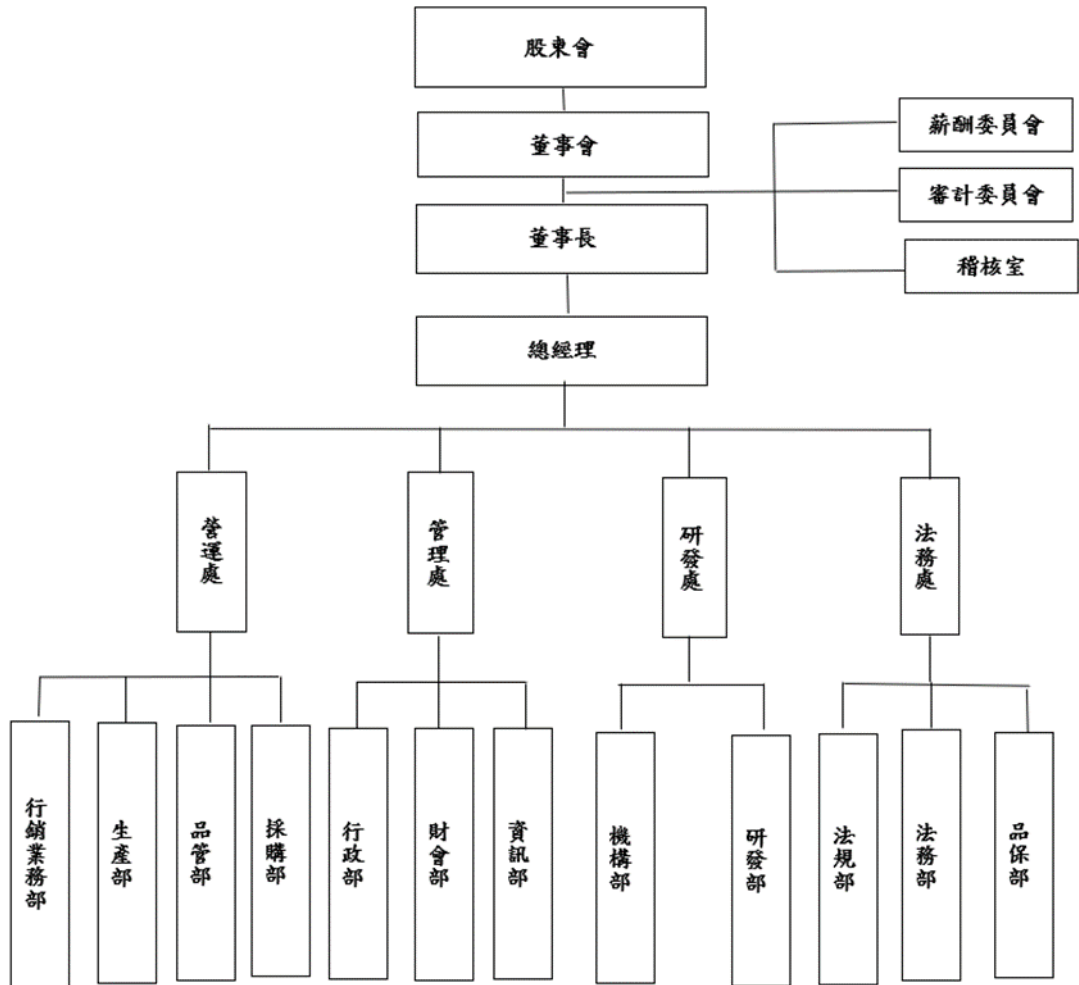 股東會
董事會
薪酬委員會
審計委員會
董事長
稽核室
總經理
營運處
管理處
研發處
法務處
行銷業務部
生產部
品管部
採購部
行政部
財會部
資訊部
機構部
研發部
法規部
法務部
品保部